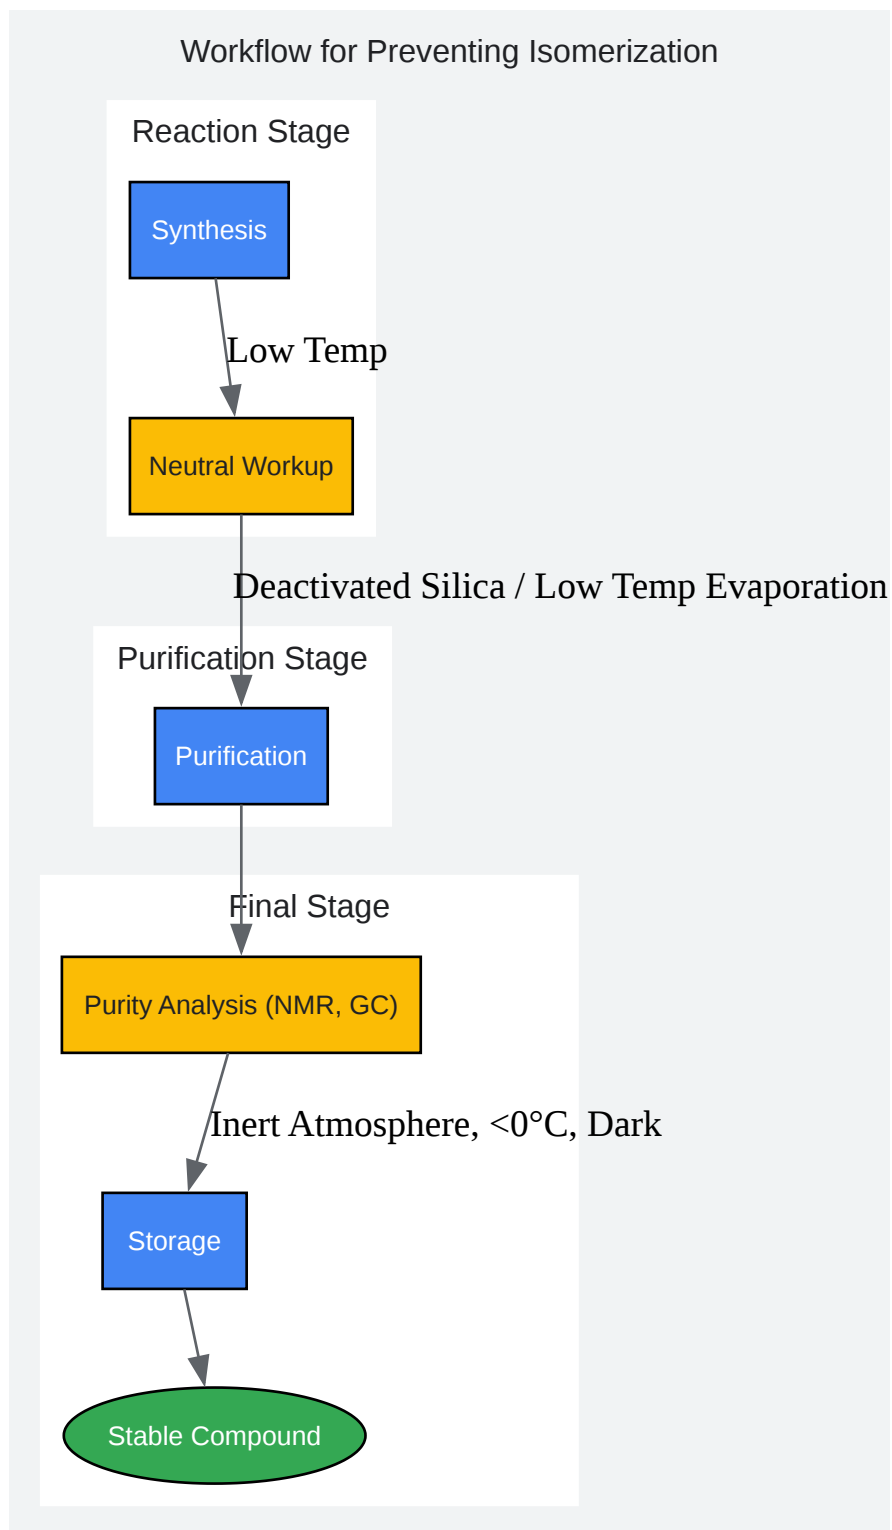 Workflow for Preventing Isomerization
Reaction Stage
Synthesis
Low Temp
Neutral Workup
Deactivated Silica / Low Temp Evaporation
Purification Stage
Purification
Final Stage
Purity Analysis (NMR, GC)
Inert Atmosphere, <0°C, Dark
Storage
Stable Compound